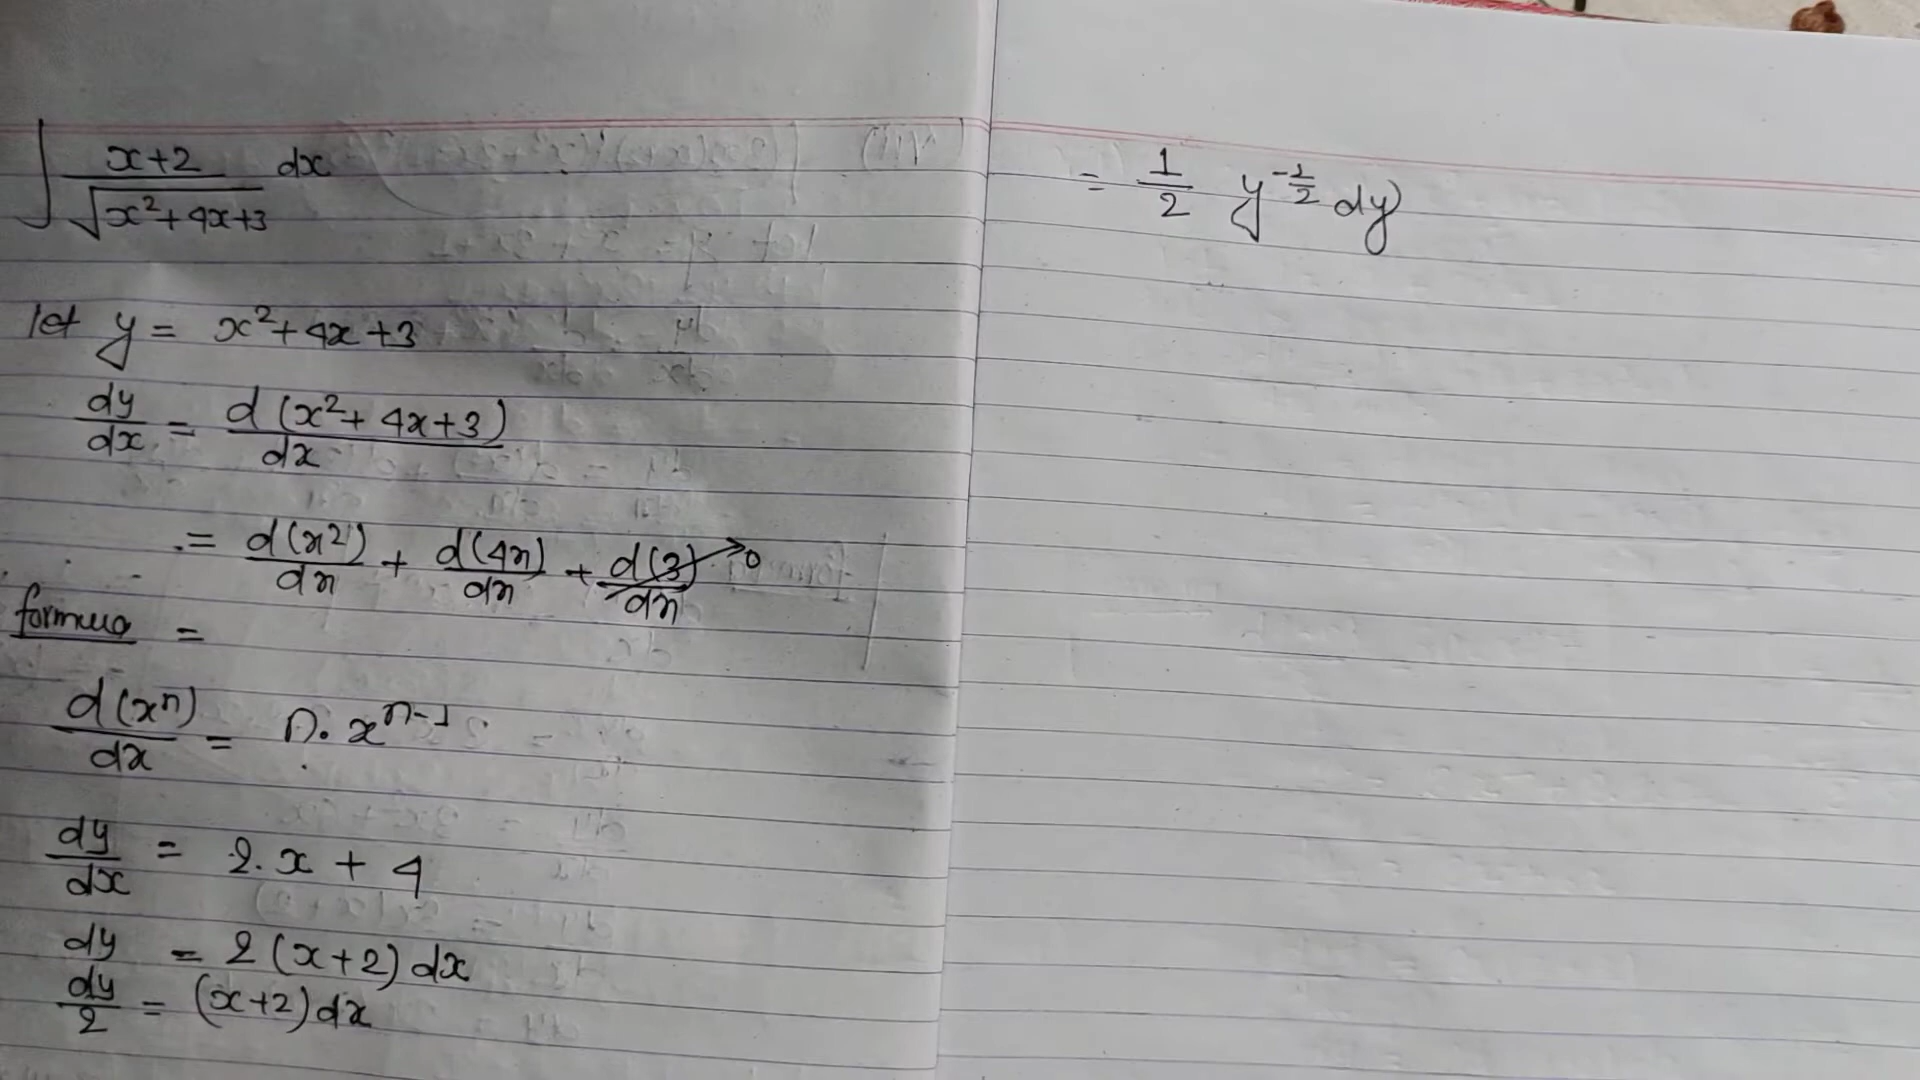 ∫ x+2 / √x²+4x+3 dx
let y = x²+4x+3
dy/dx = d(x²+4x+3)/dx
= d(x²)/dx + d(4x)/dx + d(3)/dx → 0
formula =
d(xⁿ)/dx = n·xⁿ⁻¹
dy/dx = 2·x + 4
dy = 2(x+2)dx
dy/2 = (x+2)dx
= 1/2 y^-1/2 dy